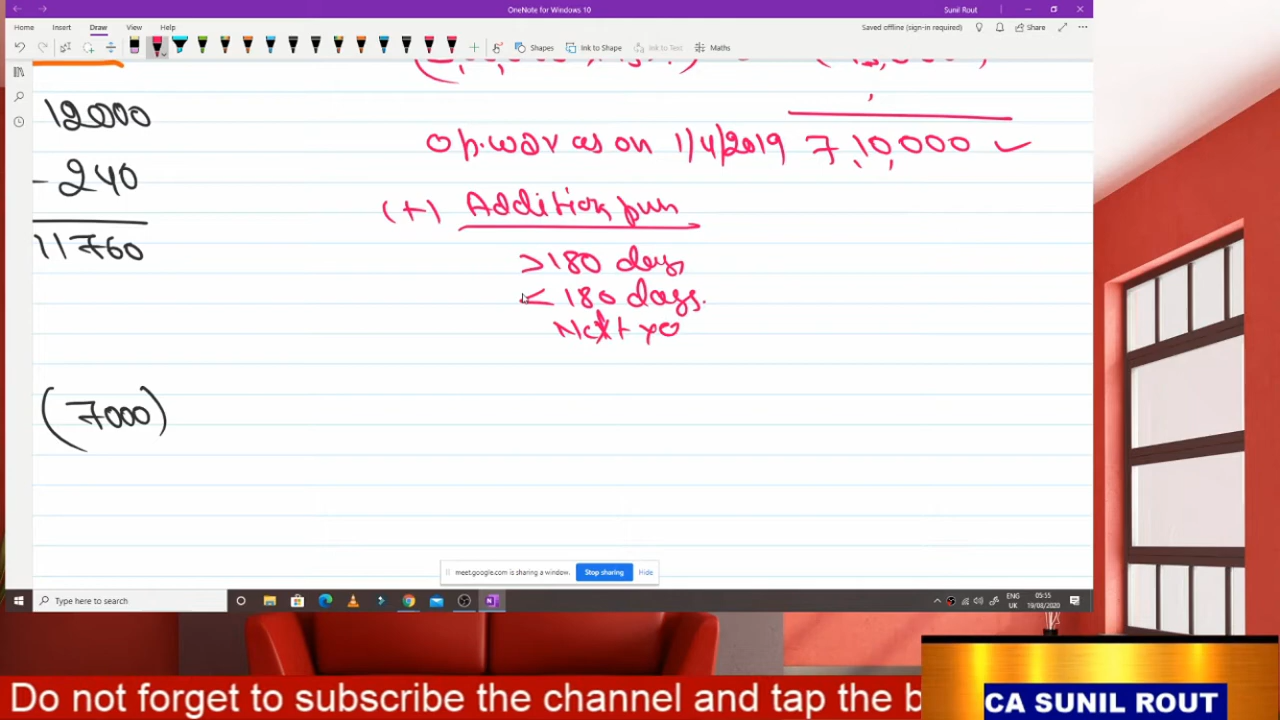 OneNote for Windows 10
Sunil Rout
Home Insert Draw View Help
Saved offline (sign-in required)
Share
Shapes Ink to Shape Ink to Text Maths
12000
- 240
11760
(7000)
op. wdv as on 1/4/2019 7,10,000 ✓
(+) Addition pur
>180 days
< 180 days.
Next ye
meet.google.com is sharing a window. Stop sharing Hide
Type here to search
ENG
UK
05:55
19/08/2020
Do not forget to subscribe the channel and tap the b
CA SUNIL ROUT